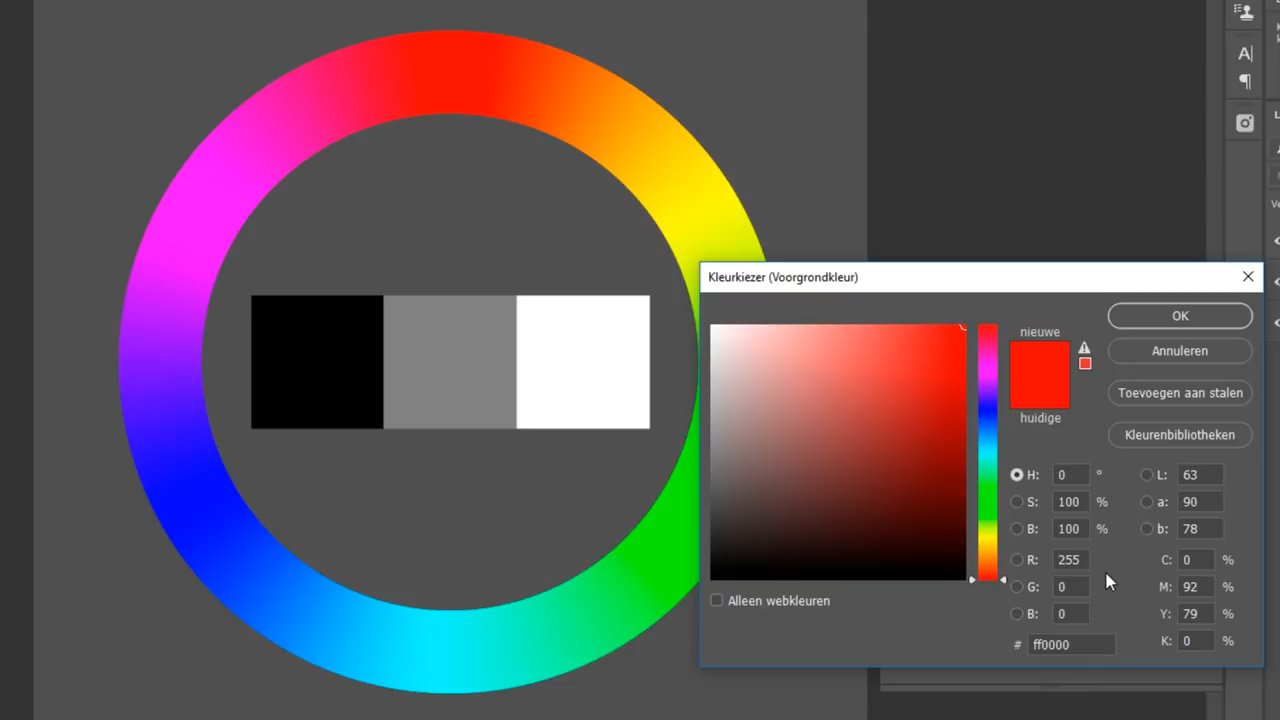 A|
¶
Kleurkiezer (Voorgrondkleur)
nieuwe
huidige
OK
Annuleren
Toevoegen aan stalen
Kleurenbibliotheken
H: 0 °
S: 100 %
B: 100 %
R: 255
G: 0
B: 0
# ff0000
L: 63
a: 90
b: 78
C: 0 %
M: 92 %
Y: 79 %
K: 0 %
Alleen webkleuren